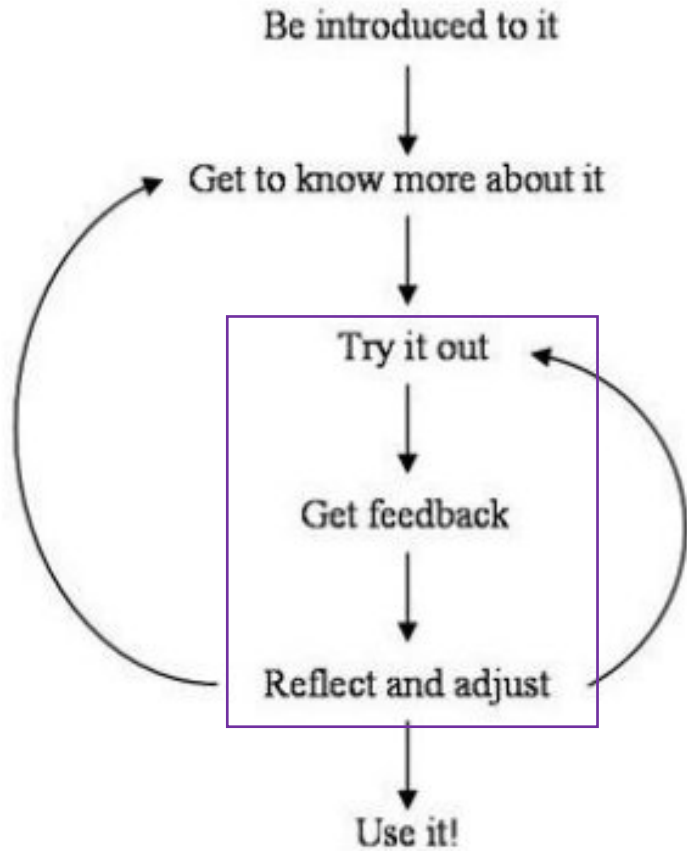 Be introduced to it
Get to know more about it
Try it out
Get feedback
Reflect and adjust
Use it!